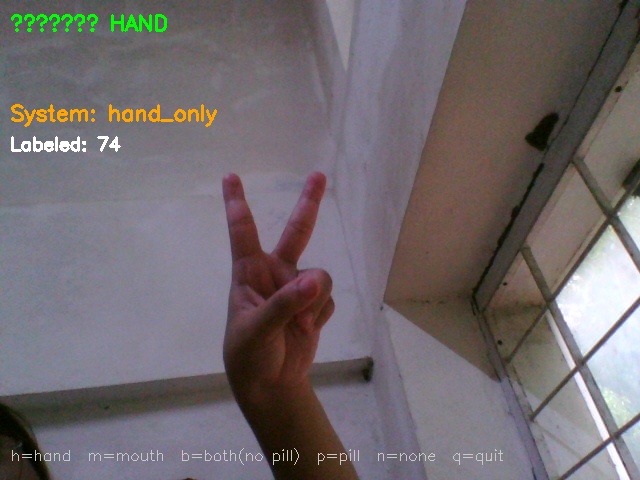 ??????? HAND
System: hand_only
Labeled: 74
h=hand m=mouth b=both(no pill) p=pill n=none q=quit